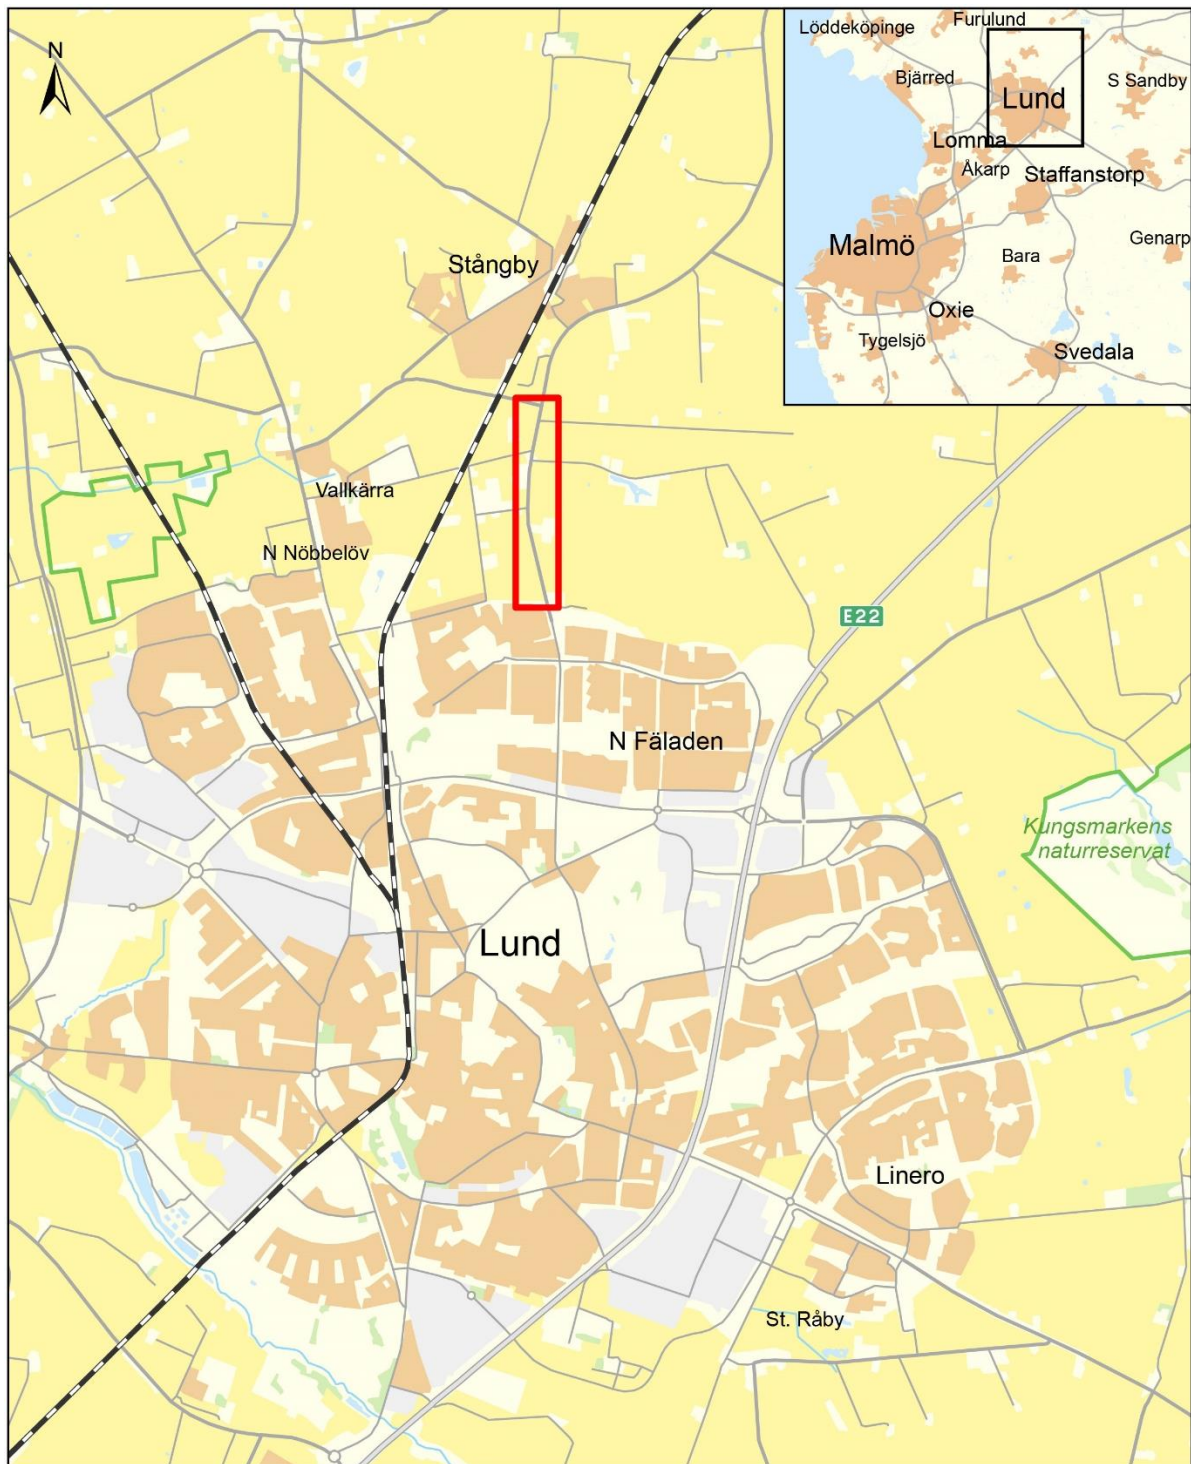 N
Löddeköpinge
Furulund
Bjärred
Lund
S Sandby
Lomma
Åkarp
Staffanstorp
Malmö
Bara
Genarp
Oxie
Tygelsjö
Svedala
Stångby
Vallkärra
N Nöbbelöv
E22
N Fäladen
Kungsmarkens
naturreservat
Lund
Linero
St. Råby